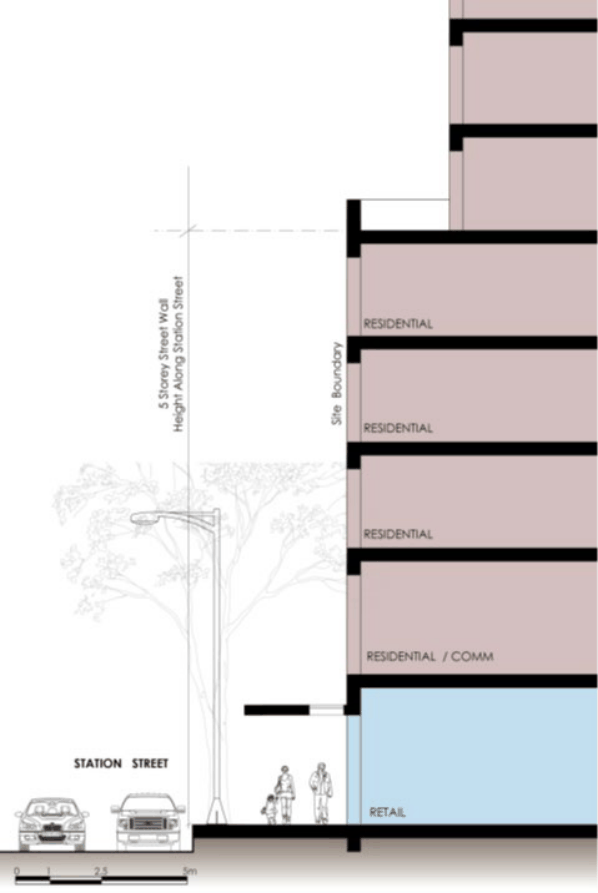 5 Storey Street Wall
Height Along Station Street
Site Boundary
RESIDENTIAL
RESIDENTIAL
RESIDENTIAL
RESIDENTIAL / COMM
STATION STREET
RETAIL
0 1 2.5 5m